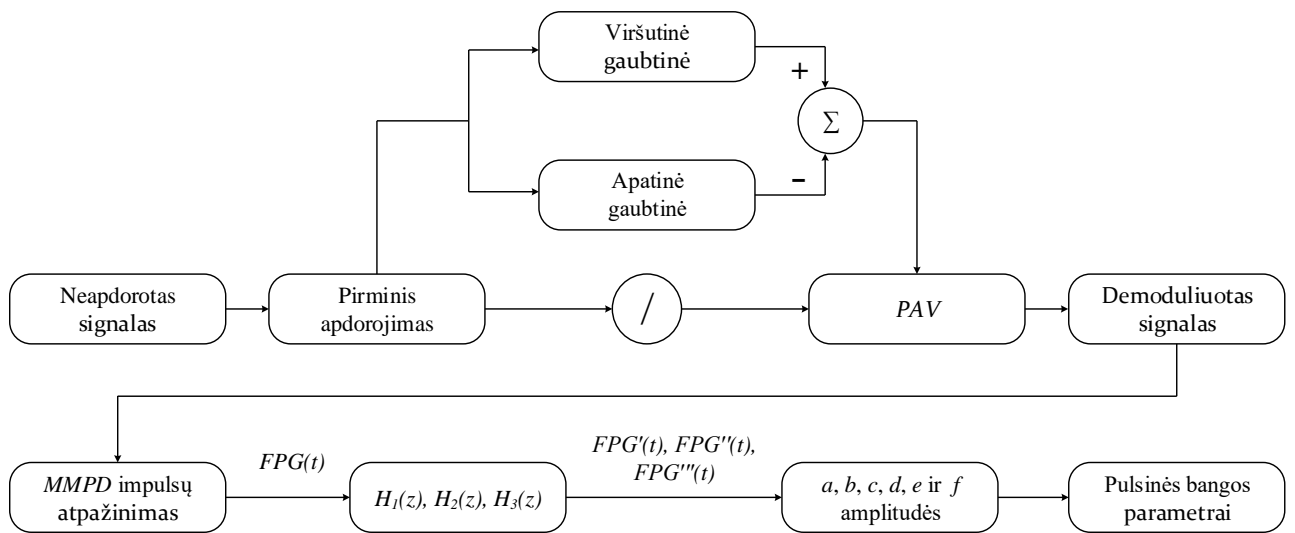 Viršutinė
gaubtinė
+
∑
Apatinė
gaubtinė
–
Neapdorotas
signalas
Pirminis
apdorojimas
/
PAV
Demoduliuotas
signalas
MMPD impulsų
atpažinimas
FPG(t)
H₁(z), H₂(z), H₃(z)
FPG'(t), FPG''(t),
FPG'''(t)
a, b, c, d, e ir f
amplitudės
Pulsinės bangos
parametrai